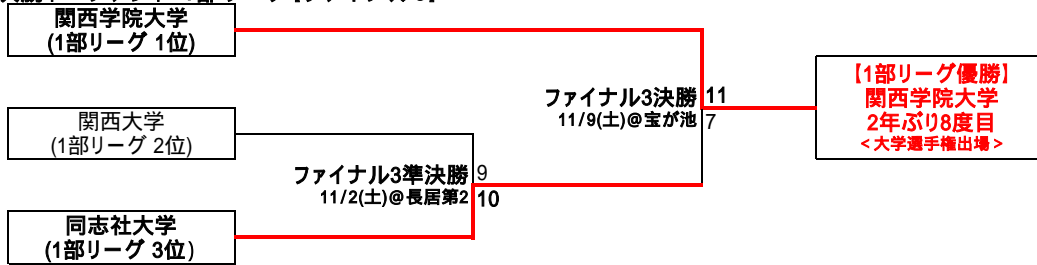 関西学院大学
(1部リーグ 1位)
関西大学
(1部リーグ 2位)
同志社大学
(1部リーグ 3位)
ファイナル3準決勝
11/2(土)@長居第2
9
10
ファイナル3決勝
11/9(土)@宝が池
11
7
【1部リーグ優勝】
関西学院大学
2年ぶり8度目
<大学選手権出場>